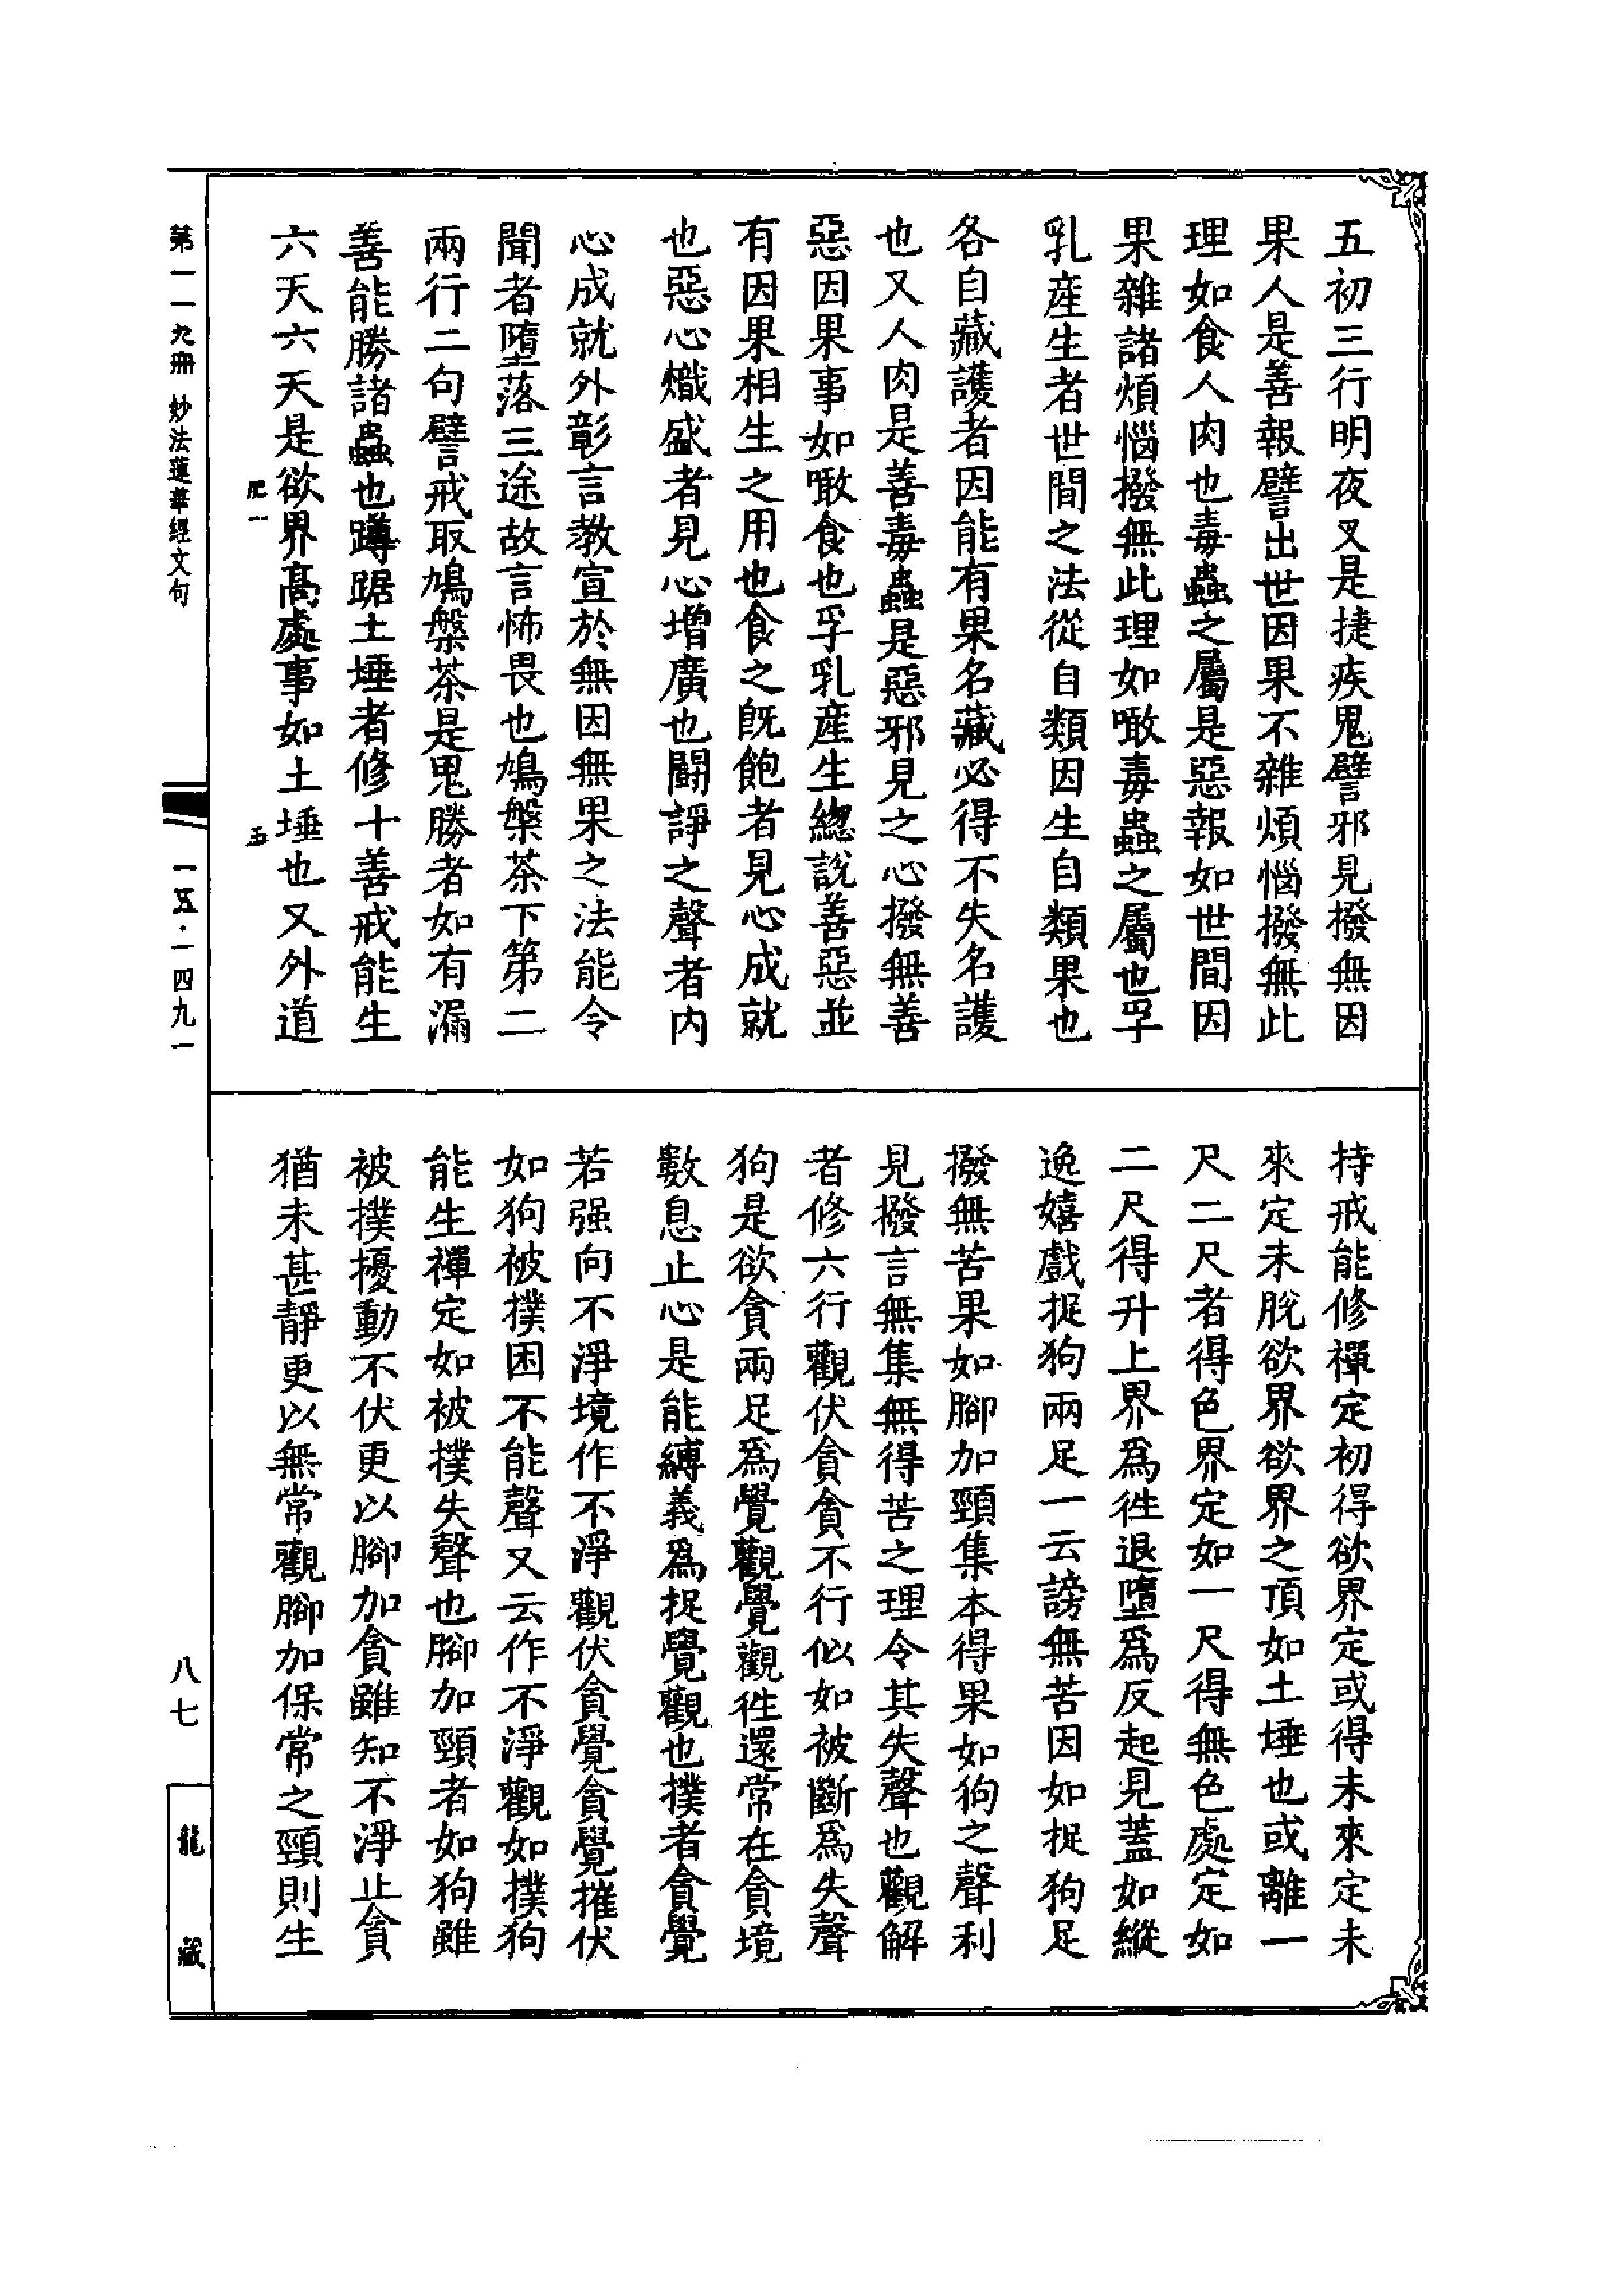 五初三行明夜叉是捷疾鬼譬邪見撥無因
果人是善報譬出世因果不雜煩惱撥無此
理如食人肉也毒蟲之屬是惡報如世間因
果雜諸煩惱撥無此理如噉毒蟲之屬也孚
乳產生者世間之法從自類因生自類果也
各自藏護者因能有果名藏必得不失名護
也又人肉是善毒蟲是惡邪見之心撥無善
惡因果事如噉食也孚乳產生總說善惡並
有因果相生之用也食之旣飽者見心成就
也惡心熾盛者見心增廣也鬪諍之聲者內
心成就外彰言教宣於無因無果之法能令
聞者墮落三途故言怖畏也鳩槃茶下第二
兩行二句譬戒取鳩槃茶是鬼勝者如有漏
善能勝諸蟲也蹲踞土埵者修十善戒能生
六天六天是欲界高處事如土埵也又外道
持戒能修禪定初得欲界定或得未來定未
來定未脫欲界欲界之頂如土埵也或離一
尺二尺者得色界定如一尺得無色處定如
二尺得升上界爲往退墮爲反起見蓋如縱
逸嬉戲捉狗兩足一云謗無苦因如捉狗足
撥無苦果如腳加頸集本得果如狗之聲利
見撥言無集無得苦之理令其失聲也觀解
者修六行觀伏貪貪不行似如被斷爲失聲
狗是欲貪兩足爲覺觀覺觀往還常在貪境
數息止心是能縛義爲捉覺觀也撲者貪覺
若强向不淨境作不淨觀伏貪覺貪覺摧伏
如狗被撲困不能聲又云作不淨觀如撲狗
能生禪定如被撲失聲也腳加頸者如狗雖
被撲擾動不伏更以腳加貪雖知不淨止貪
猶未甚靜更以無常觀腳加保常之頸則生
肥一
五
第一一九冊　妙法蓮華經文句
一五·一四九一
八七
龍藏